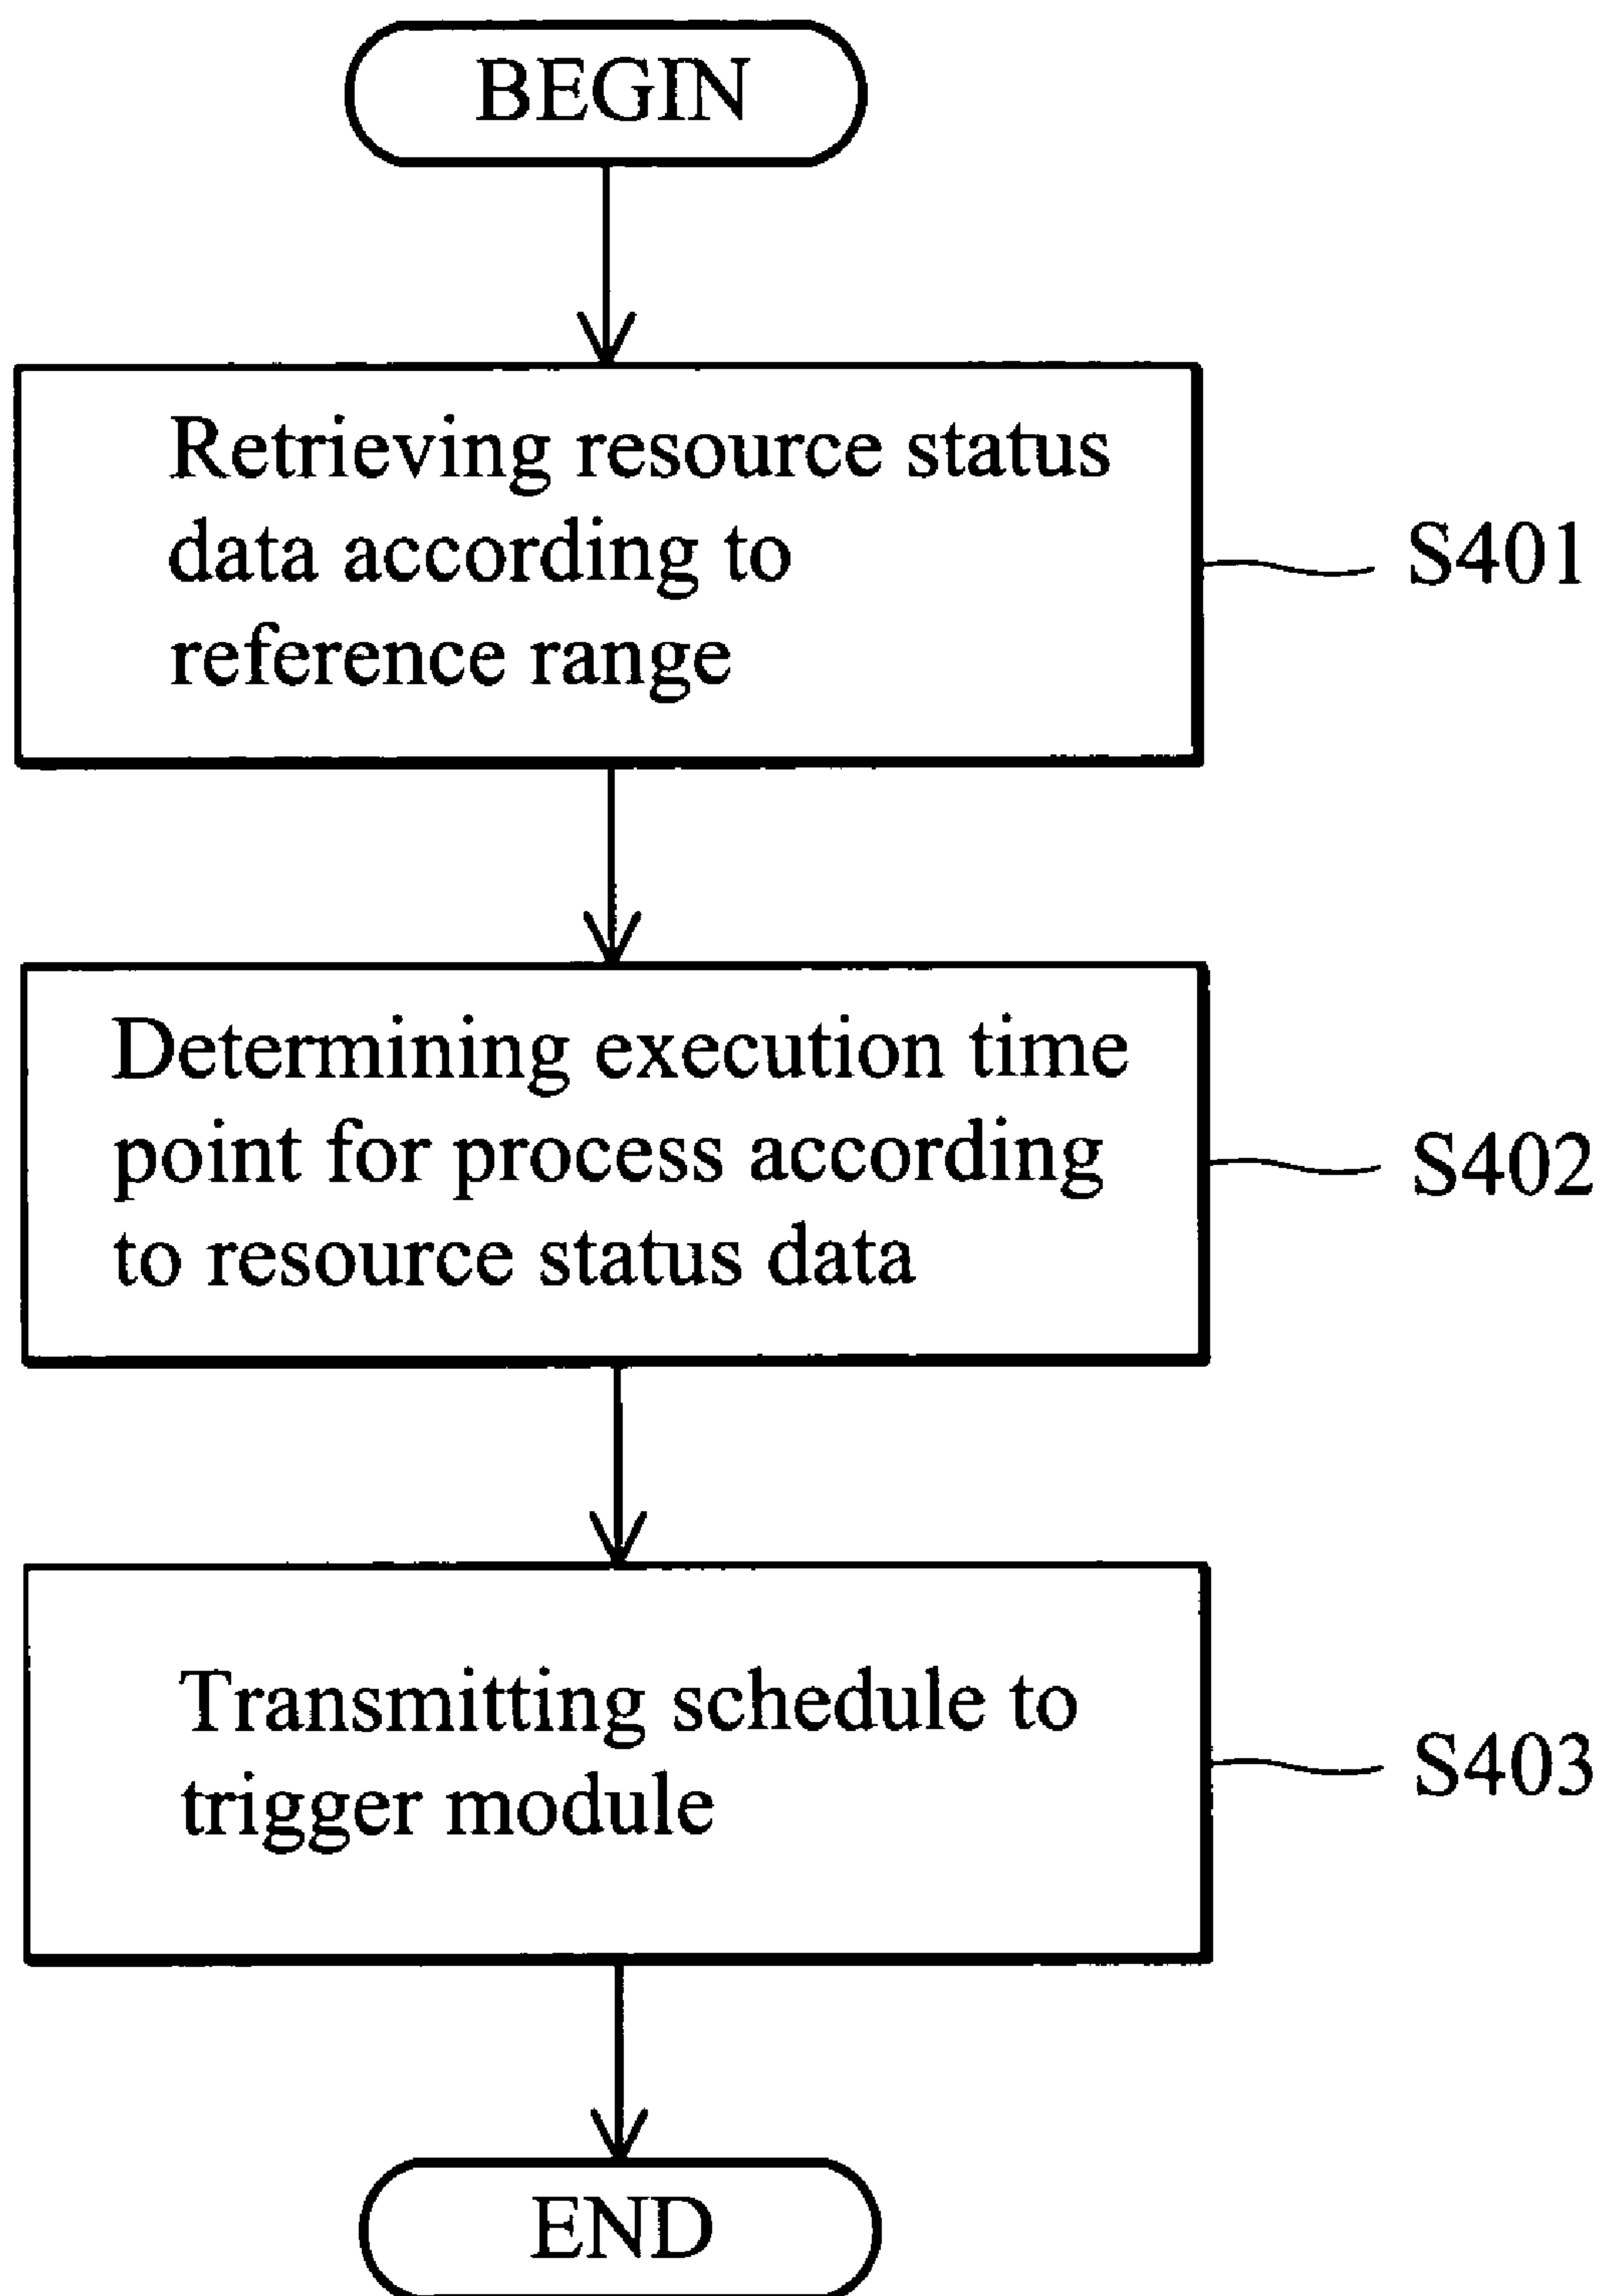 BEGIN
Retrieving resource status
data according to
reference range
S401
Determining execution time
point for process according
to resource status data
S402
Transmitting schedule to
trigger module
S403
END